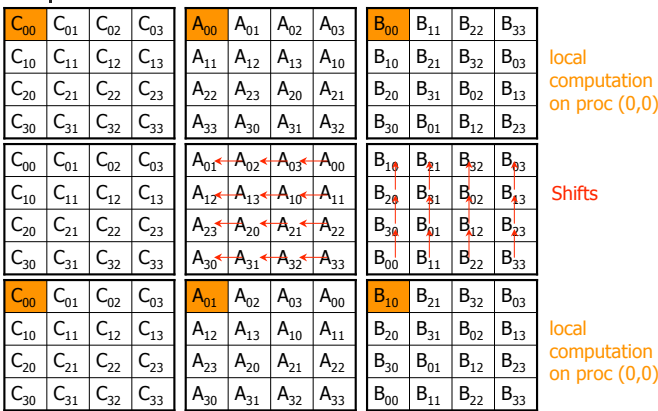 C00 C01 C02 C03 A00 A01 A02 A03 B00 B11 B22 B33
C10 C11 C12 C13 A11 A12 A13 A10 B10 B21 B32 B03
C20 C21 C22 C23 A22 A23 A20 A21 B20 B31 B02 B13
C30 C31 C32 C33 A33 A30 A31 A32 B30 B01 B12 B23
local
computation
on proc (0,0)
C00 C01 C02 C03 A01 A02 A03 A00 B10 B21 B32 B03
C10 C11 C12 C13 A12 A13 A10 A11 B20 B31 B02 B13
C20 C21 C22 C23 A23 A20 A21 A22 B30 B01 B12 B23
C30 C31 C32 C33 A30 A31 A32 A33 B00 B11 B22 B33
Shifts
C00 C01 C02 C03 A01 A02 A03 A00 B10 B21 B32 B03
C10 C11 C12 C13 A12 A13 A10 A11 B20 B31 B02 B13
C20 C21 C22 C23 A23 A20 A21 A22 B30 B01 B12 B23
C30 C31 C32 C33 A30 A31 A32 A33 B00 B11 B22 B33
local
computation
on proc (0,0)